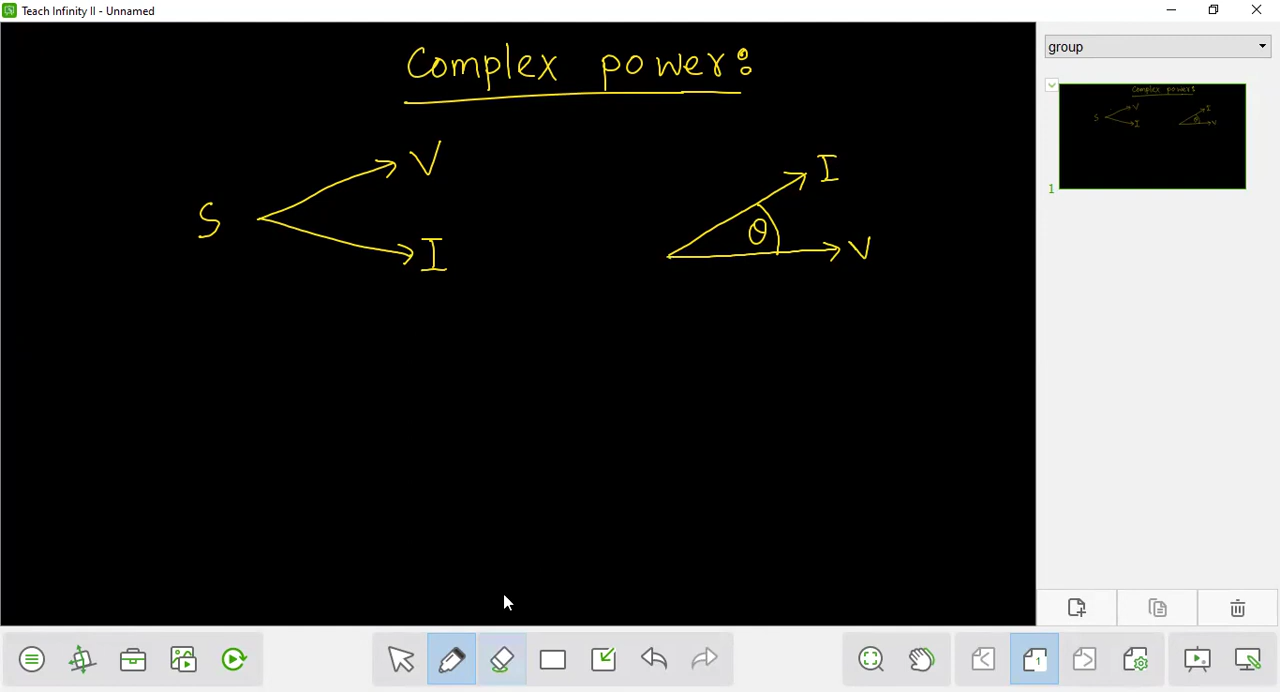 Teach Infinity II - Unnamed
group
Complex power:
S
V
I
I
θ
V
Complex power:
S
V
I
I
θ
V
1
1